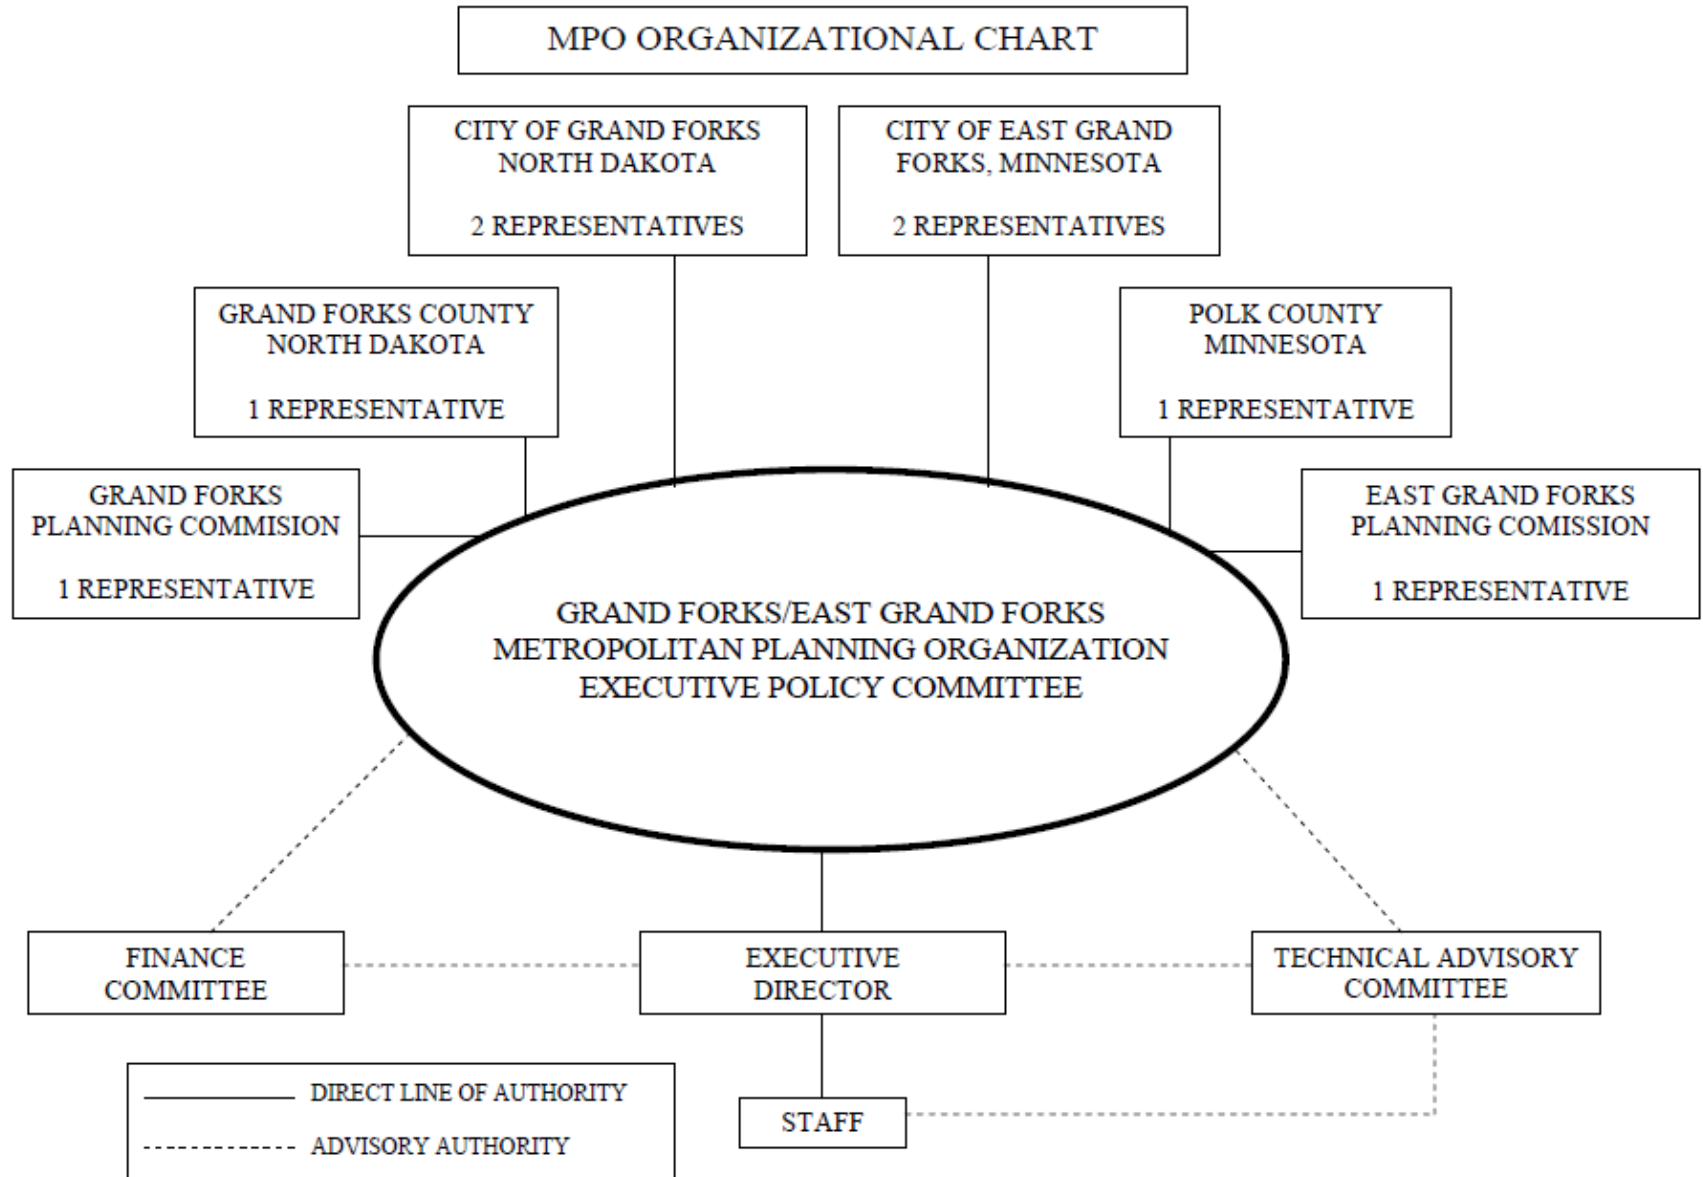 MPO ORGANIZATIONAL CHART
CITY OF GRAND FORKS
NORTH DAKOTA
2 REPRESENTATIVES
CITY OF EAST GRAND
FORKS, MINNESOTA
2 REPRESENTATIVES
GRAND FORKS COUNTY
NORTH DAKOTA
1 REPRESENTATIVE
POLK COUNTY
MINNESOTA
1 REPRESENTATIVE
GRAND FORKS
PLANNING COMMISION
1 REPRESENTATIVE
EAST GRAND FORKS
PLANNING COMISSION
1 REPRESENTATIVE
GRAND FORKS/EAST GRAND FORKS
METROPOLITAN PLANNING ORGANIZATION
EXECUTIVE POLICY COMMITTEE
FINANCE
COMMITTEE
EXECUTIVE
DIRECTOR
TECHNICAL ADVISORY
COMMITTEE
STAFF
DIRECT LINE OF AUTHORITY
ADVISORY AUTHORITY